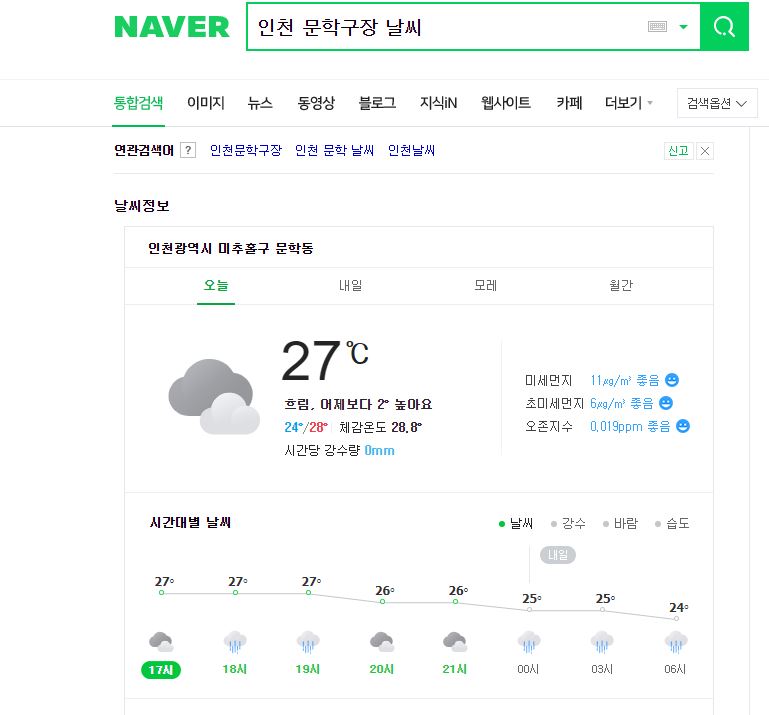 NAVER
인천 문학구장 날씨
통합검색 이미지 뉴스 동영상 블로그 지식iN 웹사이트 카페 더보기 검색옵션
연관검색어 ? 인천문학구장 인천 문학 날씨 인천날씨 신고
날씨정보
인천광역시 미추홀구 문학동
오늘 내일 모레 월간
27℃
흐림, 어제보다 2° 높아요
24°/28° 체감온도 28.8°
시간당 강수량 0mm
미세먼지 11㎍/㎥ 좋음
초미세먼지 6㎍/㎥ 좋음
오존지수 0.019ppm 좋음
시간대별 날씨
날씨 강수 바람 습도
내일
27° 27° 27° 26° 26° 25° 25° 24°
17시 18시 19시 20시 21시 00시 03시 06시